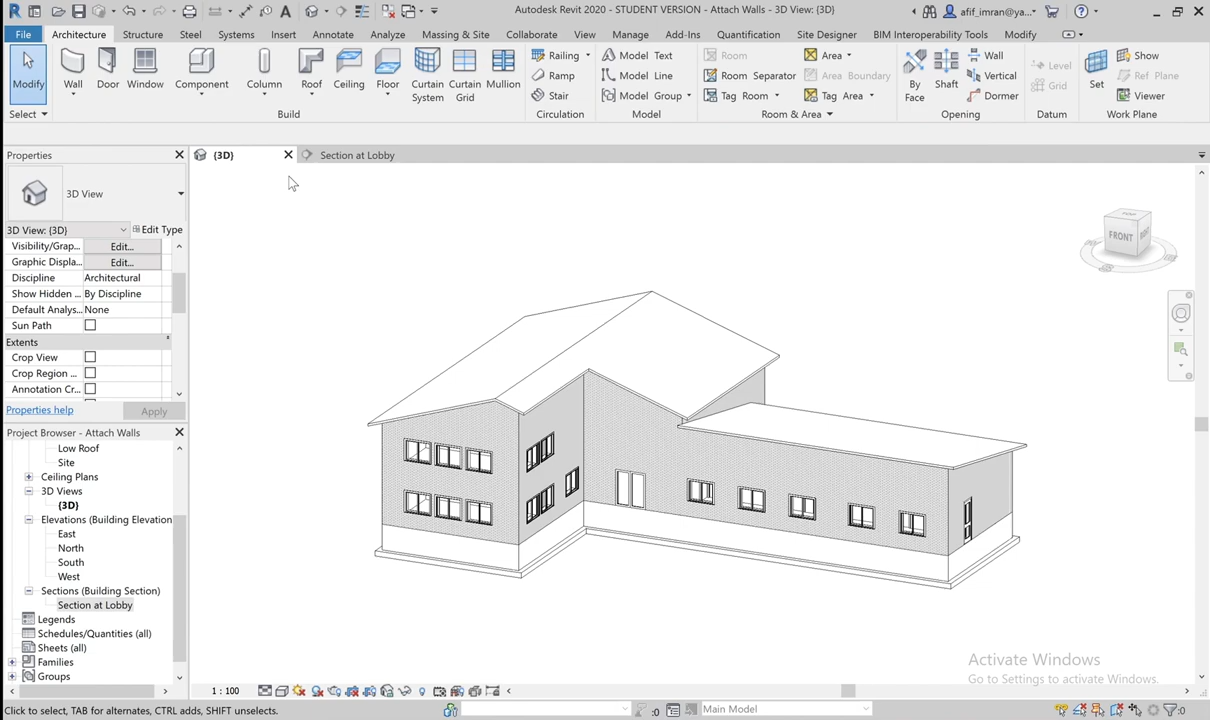 Autodesk Revit 2020 - STUDENT VERSION - Attach Walls - 3D View: {3D}
afif_imran@ya...
File Architecture Structure Steel Systems Insert Annotate Analyze Massing & Site Collaborate View Manage Add-Ins Quantification Site Designer BIM Interoperability Tools Modify
Modify Wall Door Window Component Column Roof Ceiling Floor Curtain System Curtain Grid Mullion
Railing Ramp Stair
Model Text Model Line Model Group
Room Room Separator Tag Room
Area Area Boundary Tag Area
By Face Shaft Wall Vertical Dormer
Level Grid
Set Show Ref Plane Viewer
Select Build Circulation Model Room & Area Opening Datum Work Plane
Properties
{3D} Section at Lobby
3D View
3D View: {3D} Edit Type
Visibility/Grap... Edit...
Graphic Displa... Edit...
Discipline Architectural
Show Hidden ... By Discipline
Default Analys... None
Sun Path
Extents
Crop View
Crop Region ...
Annotation Cr...
Properties help Apply
Project Browser - Attach Walls
Low Roof
Site
Ceiling Plans
3D Views
{3D}
Elevations (Building Elevation
East
North
South
West
Sections (Building Section)
Section at Lobby
Legends
Schedules/Quantities (all)
Sheets (all)
Families
Groups
TOP
FRONT
RIGHT
Activate Windows
Go to Settings to activate Windows.
1 : 100
Click to select, TAB for alternates, CTRL adds, SHIFT unselects.
:0
Main Model
:0